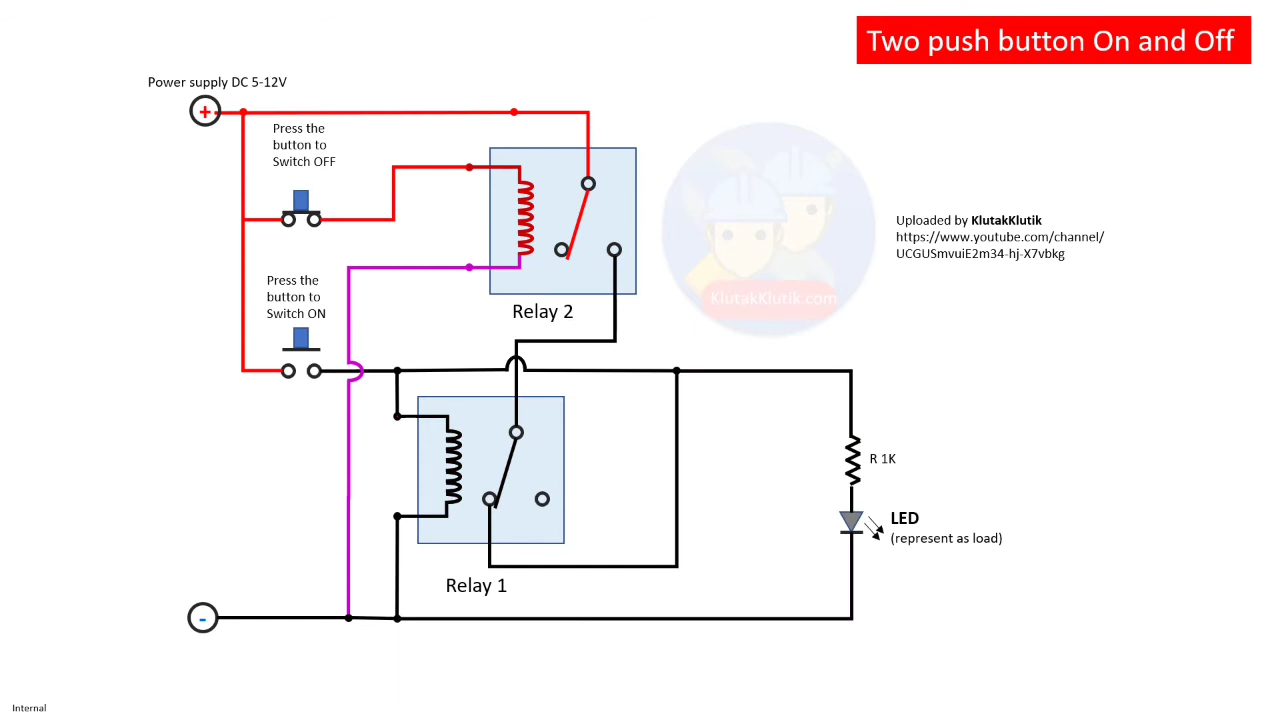 Two push button On and Off
Power supply DC 5-12V
+
Press the
button to
Switch OFF
Uploaded by KlutakKlutik
https://www.youtube.com/channel/
UCGUSmvuiE2m34-hj-X7vbkg
KlutakKlutik.com
Press the
button to
Switch ON
Relay 2
R 1K
LED
(represent as load)
Relay 1
-
Internal